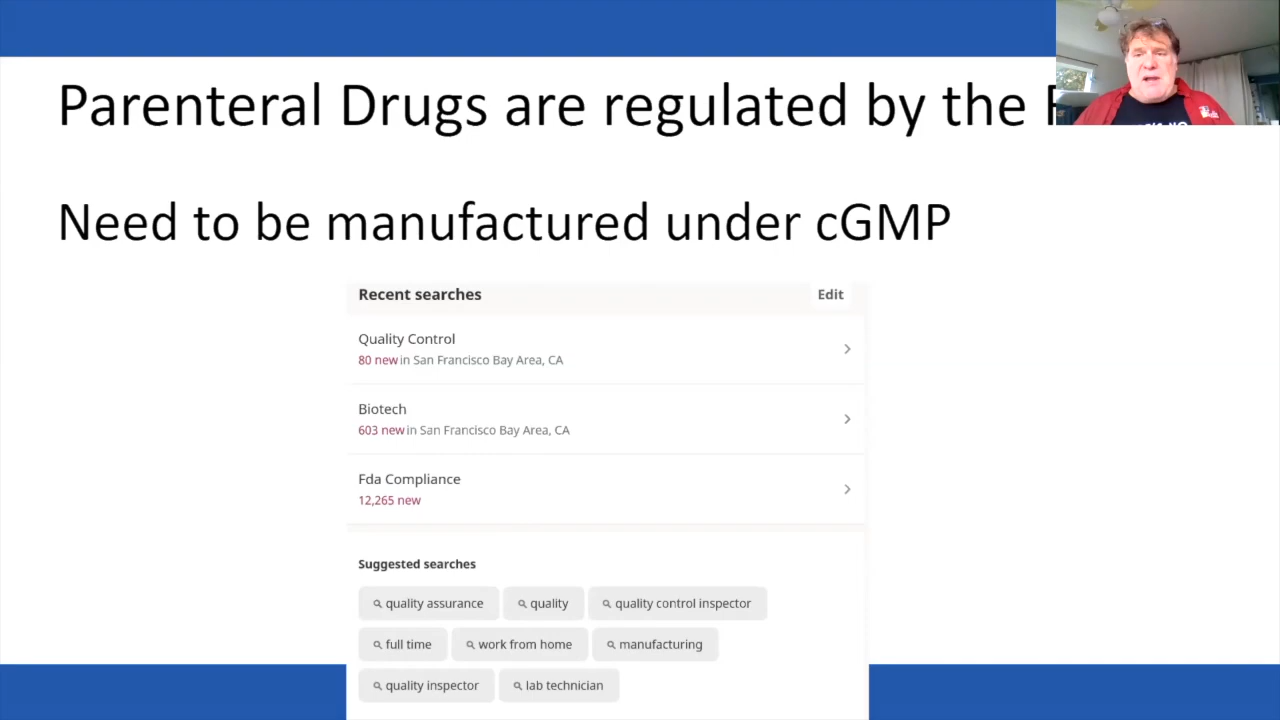 Parenteral Drugs are regulated by the
Need to be manufactured under cGMP
Recent searches
Edit
Quality Control
80 new in San Francisco Bay Area, CA
Biotech
603 new in San Francisco Bay Area, CA
Fda Compliance
12,265 new
Suggested searches
quality assurance
quality
quality control inspector
full time
work from home
manufacturing
quality inspector
lab technician